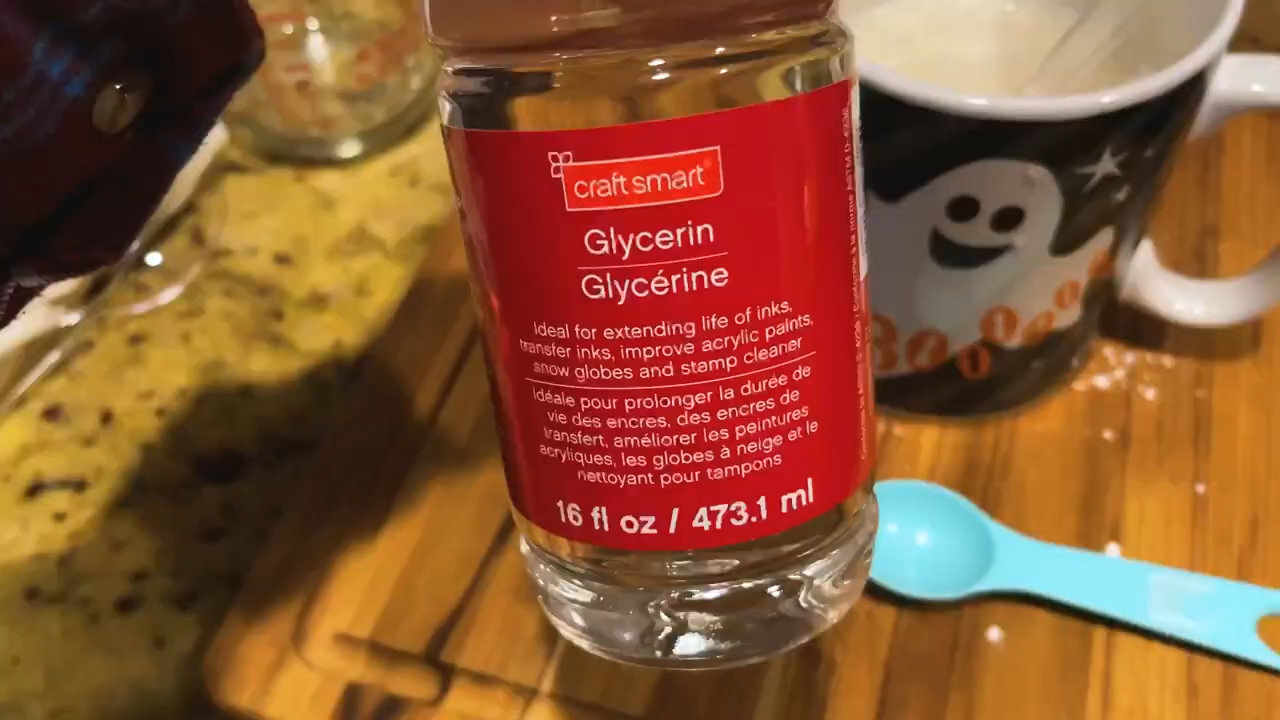 craft smart
Glycerin
Glycérine
Ideal for extending life of inks,
transfer inks, improve acrylic paints,
snow globes and stamp cleaner
Idéale pour prolonger la durée de
vie des encres, des encres de
transfert, améliorer les peintures
acryliques, les globes à neige et le
nettoyant pour tampons
16 fl oz / 473.1 ml